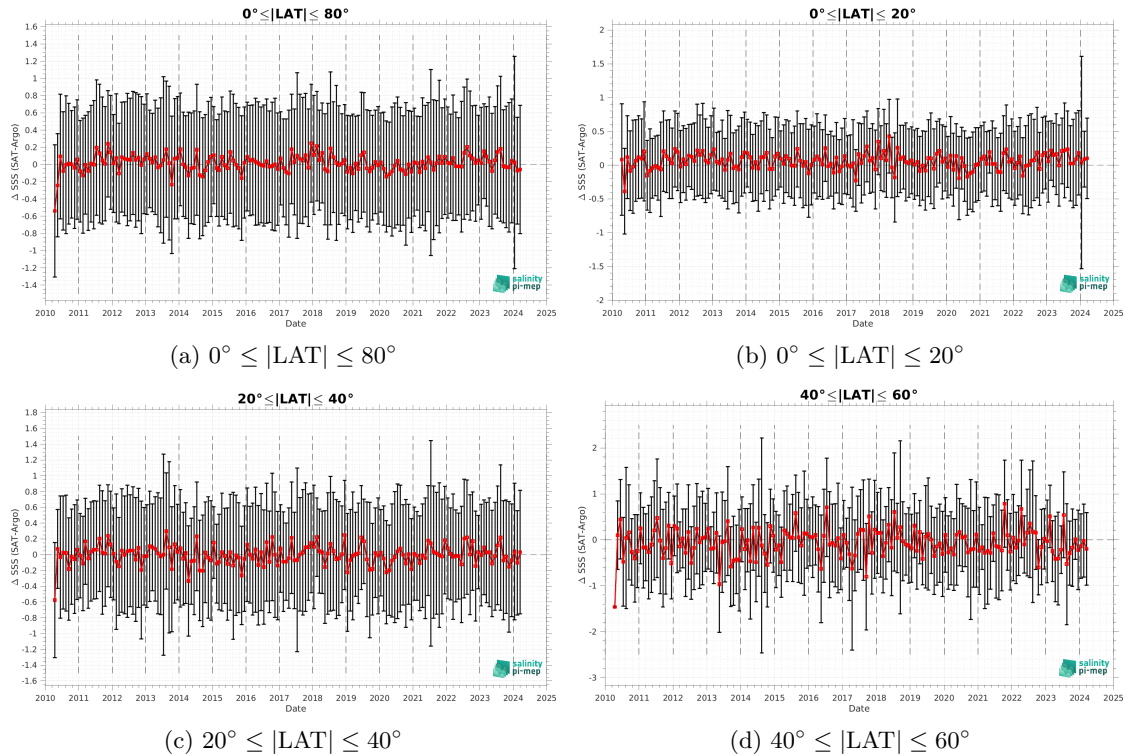 0°≤|LAT|≤ 80°
1.6
1.4
1.2
1
0.8
0.6
0.4
0.2
0
-0.2
-0.4
-0.6
-0.8
-1
-1.2
-1.4
Δ SSS (SAT-Argo)
salinity
pi-mep
2010 2011 2012 2013 2014 2015 2016 2017 2018 2019 2020 2021 2022 2023 2024 2025
Date
(a) 0° ≤ |LAT| ≤ 80°
0°≤|LAT|≤ 20°
2
1.5
1
0.5
0
-0.5
-1
-1.5
-2
Δ SSS (SAT-Argo)
salinity
pi-mep
2010 2011 2012 2013 2014 2015 2016 2017 2018 2019 2020 2021 2022 2023 2024 2025
Date
(b) 0° ≤ |LAT| ≤ 20°
20°≤|LAT|≤ 40°
1.8
1.6
1.4
1.2
1
0.8
0.6
0.4
0.2
0
-0.2
-0.4
-0.6
-0.8
-1
-1.2
-1.4
-1.6
Δ SSS (SAT-Argo)
salinity
pi-mep
2010 2011 2012 2013 2014 2015 2016 2017 2018 2019 2020 2021 2022 2023 2024 2025
Date
(c) 20° ≤ |LAT| ≤ 40°
40°≤|LAT|≤ 60°
2
1
0
-1
-2
-3
Δ SSS (SAT-Argo)
salinity
pi-mep
2010 2011 2012 2013 2014 2015 2016 2017 2018 2019 2020 2021 2022 2023 2024 2025
Date
(d) 40° ≤ |LAT| ≤ 60°